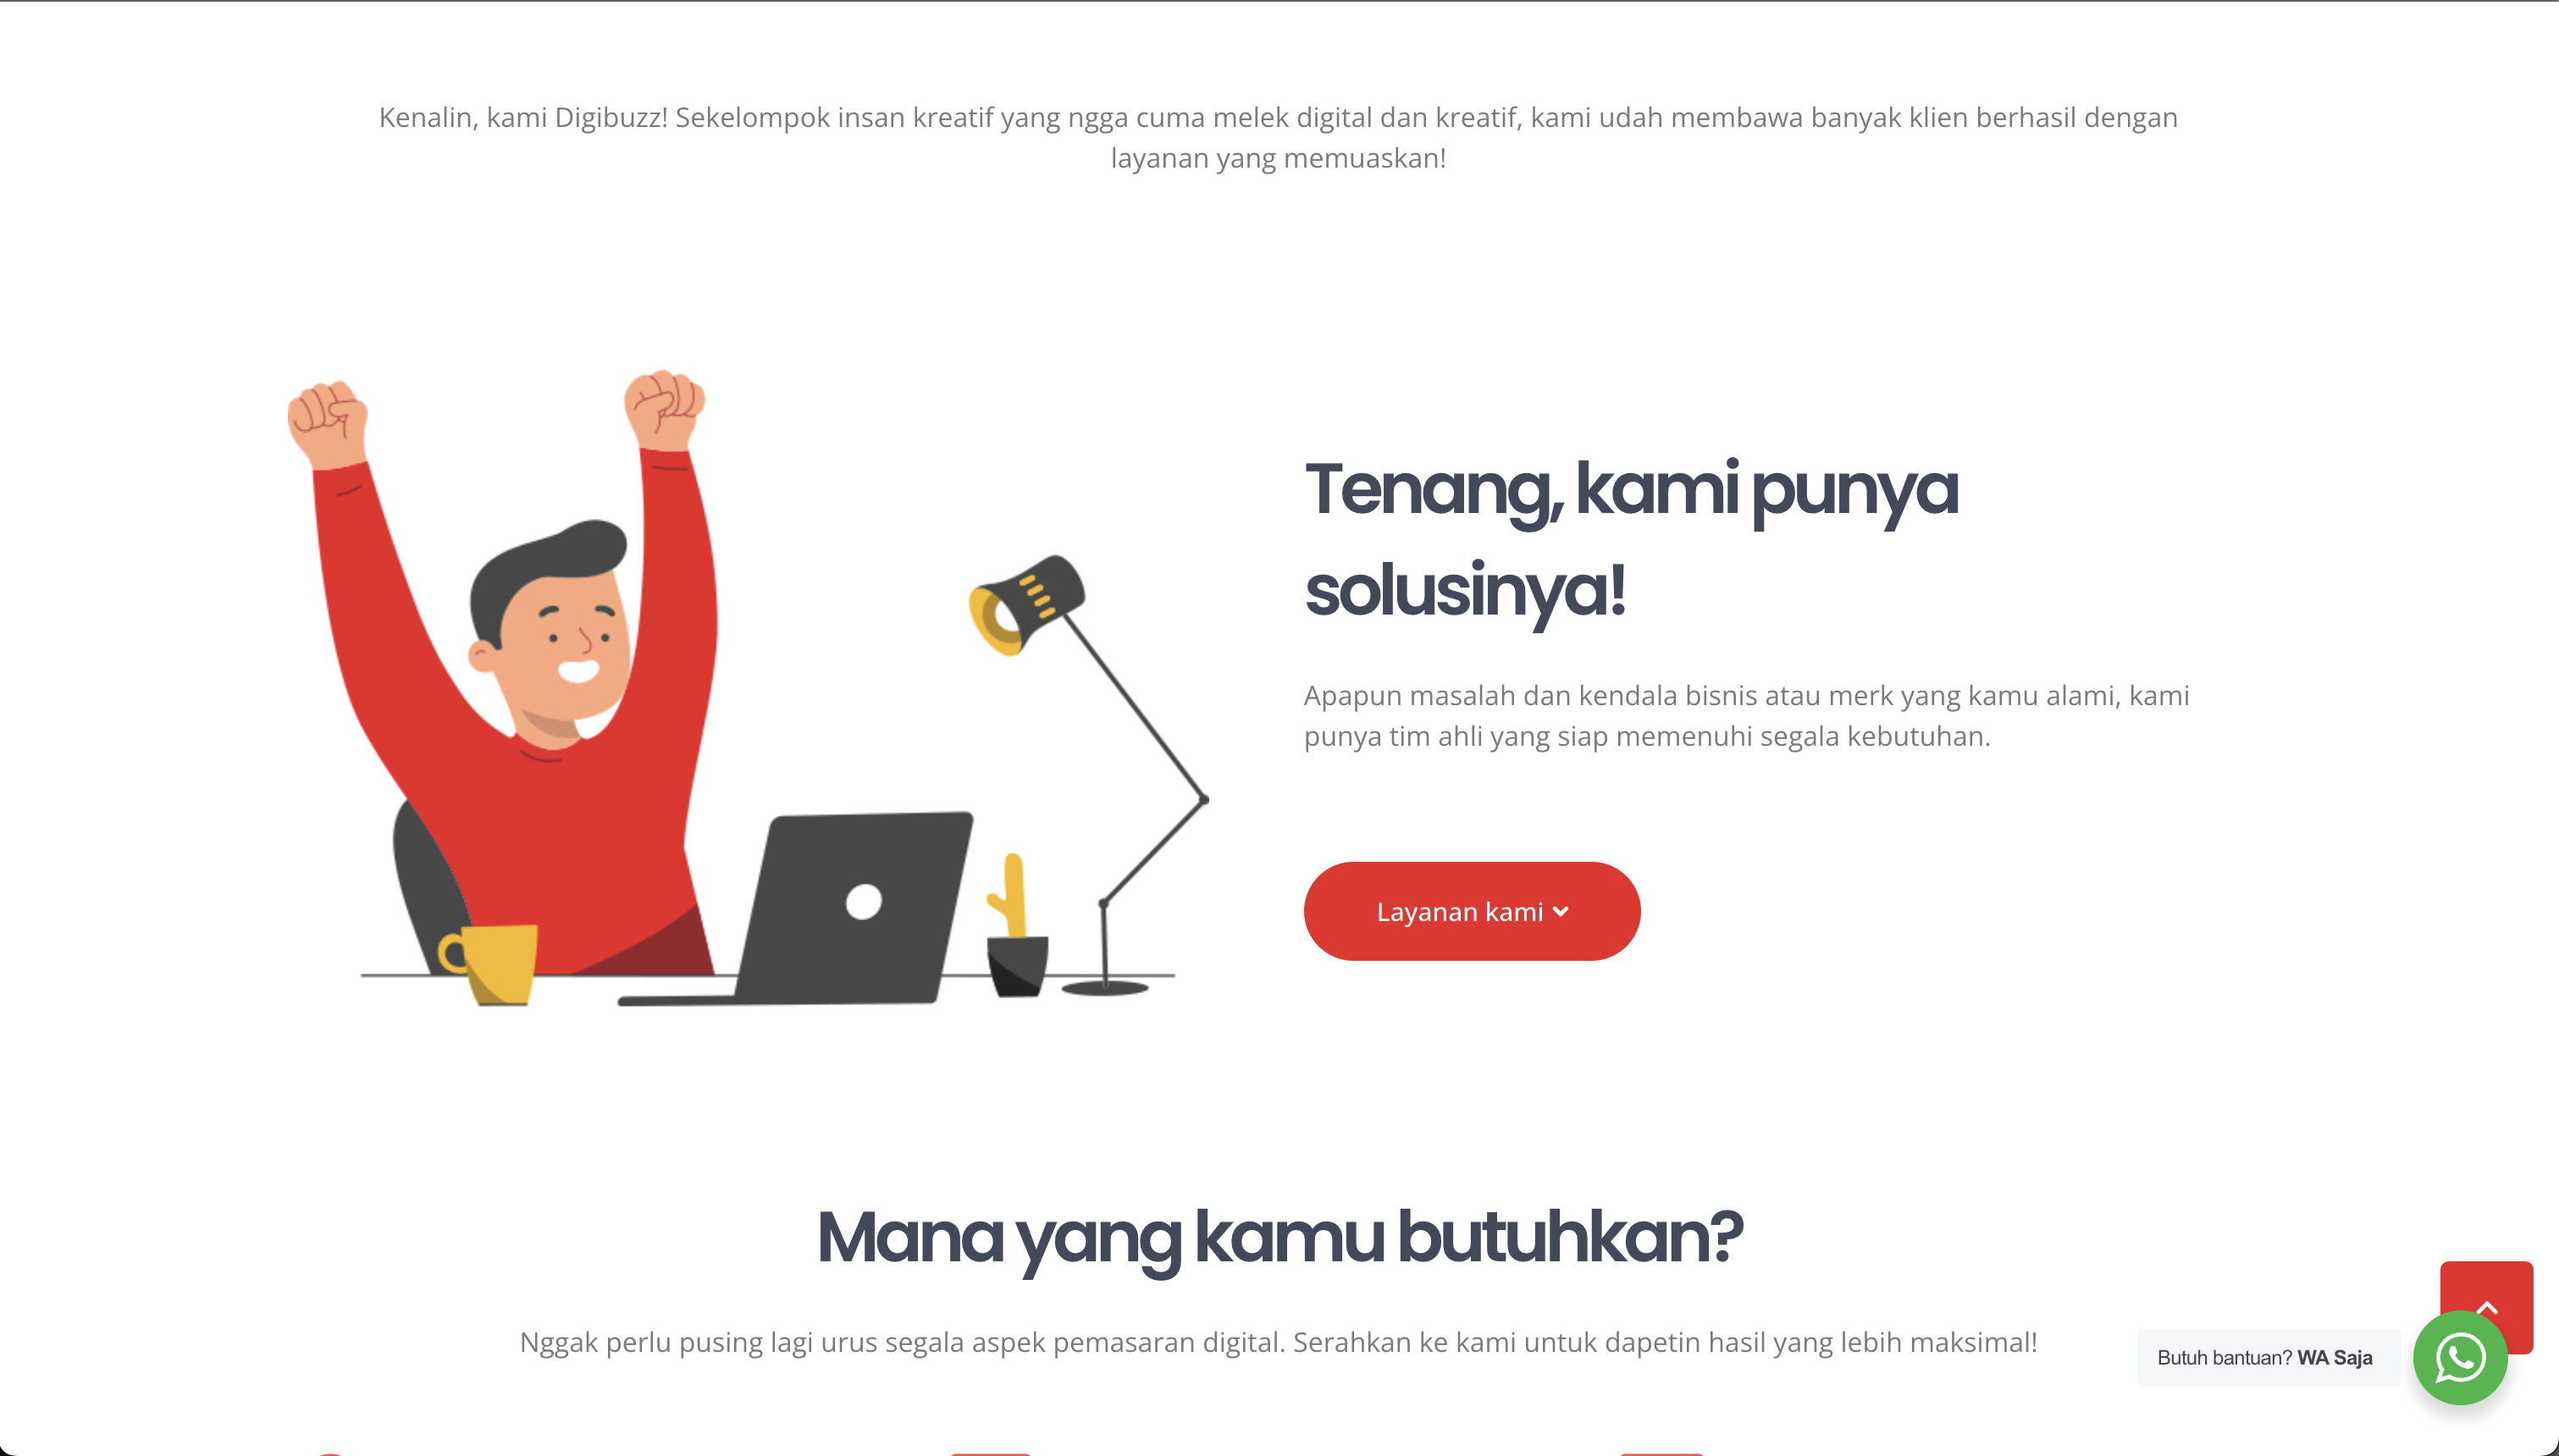 Kenalin, kami Digibuzz! Sekelompok insan kreatif yang ngga cuma melek digital dan kreatif, kami udah membawa banyak klien berhasil dengan
layanan yang memuaskan!
Tenang, kami punya
solusinya!
Apapun masalah dan kendala bisnis atau merk yang kamu alami, kami
punya tim ahli yang siap memenuhi segala kebutuhan.
Layanan kami
Mana yang kamu butuhkan?
Nggak perlu pusing lagi urus segala aspek pemasaran digital. Serahkan ke kami untuk dapetin hasil yang lebih maksimal!
Butuh bantuan? WA Saja